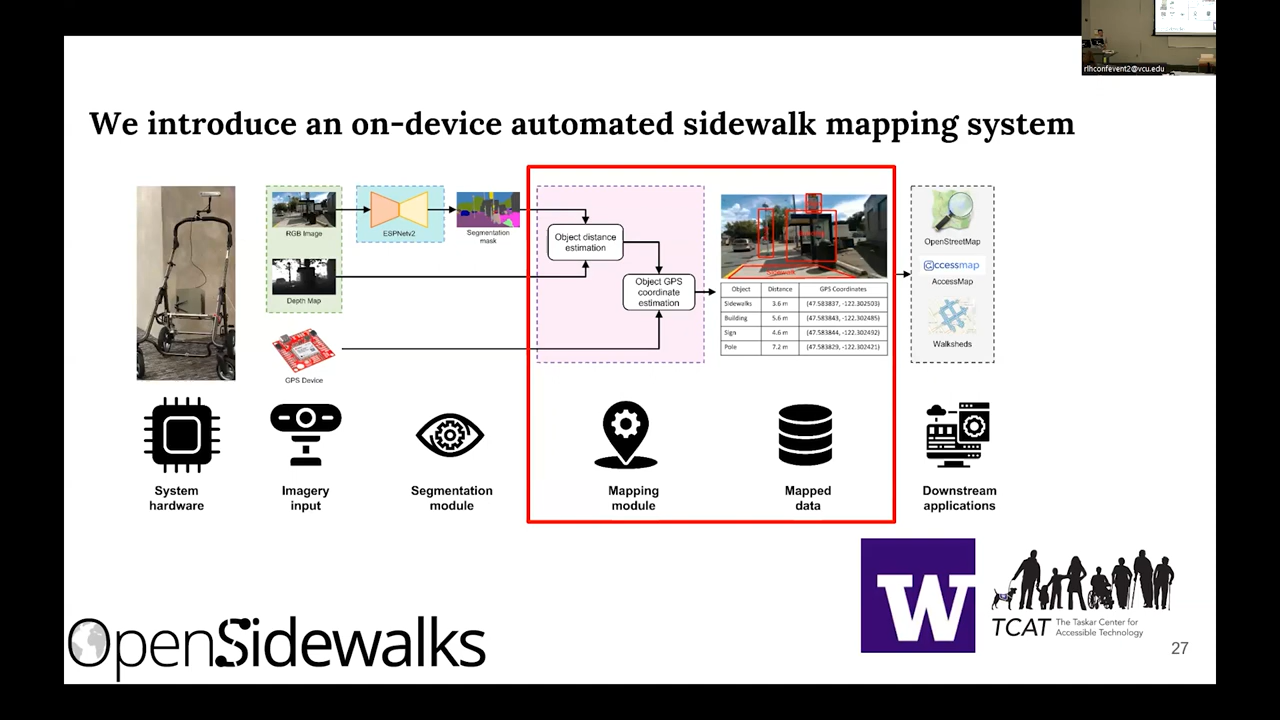 rlhconfevent2@vcu.edu
We introduce an on-device automated sidewalk mapping system
RGB Image
ESPNetv2
Segmentation
mask
Depth Map
GPS Device
Object distance
estimation
Object GPS
coordinate
estimation
Object Distance GPS Coordinates
Sidewalks 3.6 m (47.583837, -122.302503)
Building 5.6 m (47.583843, -122.302485)
Sign 4.6 m (47.583844, -122.302492)
Pole 7.2 m (47.583829, -122.302421)
OpenStreetMap
accessmap
AccessMap
Walksheds
System
hardware
Imagery
input
Segmentation
module
Mapping
module
Mapped
data
Downstream
applications
OpenSidewalks
W
TCAT The Taskar Center for
Accessible Technology
27